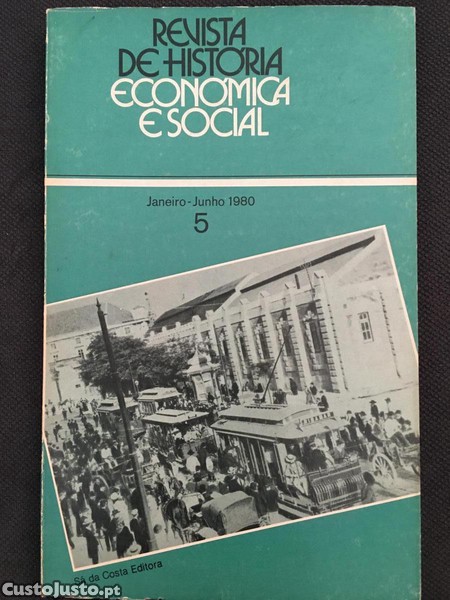 REVISTA
DE HISTÓRIA
ECONÓMICA
E SOCIAL
Janeiro-Junho 1980
5
Sá da Costa Editora
CustoJusto.pt